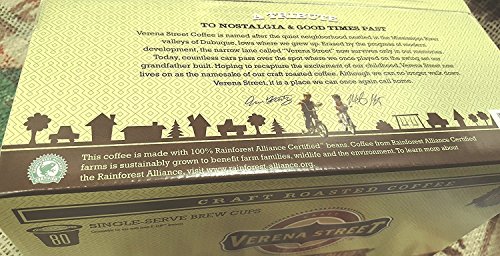 A TRIBUTE
TO NOSTALGIA & GOOD TIMES PAST
Verena Street Coffee is named after the quiet neighborhood nestled in the Mississippi River
valleys of Dubuque, Iowa where we grew up. Erased by the progress of modern
development, the narrow lane called "Verena Street" now survives only in our memories.
Today, countless cars pass over the spot where we once played on the swing set our
grandfather built. Hoping to recapture the excitement of our childhood, Verena Street now
lives on as the namesake of our craft roasted coffee. Although we can no longer walk down
Verena Street, it is a place we can once again call home.
This coffee is made with 100% Rainforest Alliance Certified™ beans. Coffee from Rainforest Alliance Certified
farms is sustainably grown to benefit farm families, wildlife and the environment. To learn more about
the Rainforest Alliance, visit www.rainforest-alliance.org.
CRAFT ROASTED COFFEE
80
SINGLE-SERVE BREW CUPS
VERENA STREET